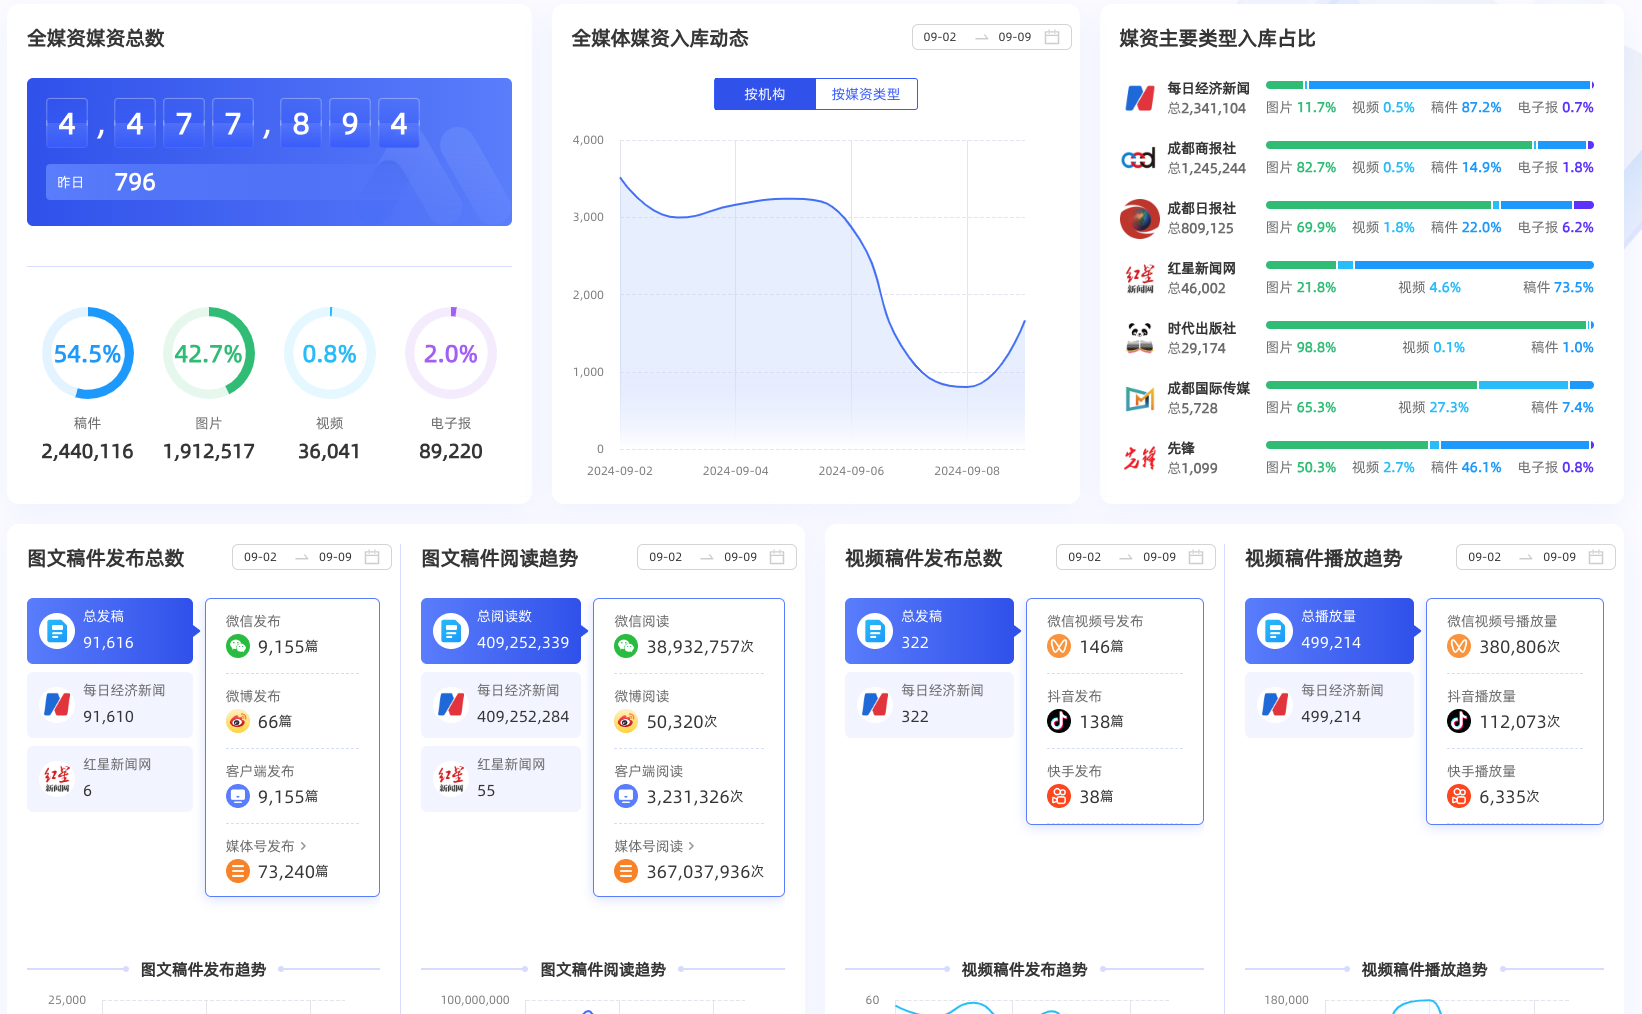 全媒资媒资总数
4,477,894
昨日 796
54.5%
42.7%
0.8%
2.0%
稿件
图片
视频
电子报
2,440,116
1,912,517
36,041
89,220
全媒体媒资入库动态
09-02
09-09
按机构
按媒资类型
4,000
3,000
2,000
1,000
0
2024-09-02
2024-09-04
2024-09-06
2024-09-08
媒资主要类型入库占比
每日经济新闻
总2,341,104
图片 11.7% 视频 0.5% 稿件 87.2% 电子报 0.7%
成都商报社
总1,245,244
图片 82.7% 视频 0.5% 稿件 14.9% 电子报 1.8%
成都日报社
总809,125
图片 69.9% 视频 1.8% 稿件 22.0% 电子报 6.2%
红星
新闻网
红星新闻网
总46,002
图片 21.8% 视频 4.6% 稿件 73.5%
时代出版社
总29,174
图片 98.8% 视频 0.1% 稿件 1.0%
成都国际传媒
总5,728
图片 65.3% 视频 27.3% 稿件 7.4%
先锋
先锋
总1,099
图片 50.3% 视频 2.7% 稿件 46.1% 电子报 0.8%
图文稿件发布总数
09-02
09-09
总发稿
91,616
每日经济新闻
91,610
红星
新闻网
红星新闻网
6
微信发布
9,155篇
微博发布
66篇
客户端发布
9,155篇
媒体号发布
73,240篇
图文稿件发布趋势
25,000
图文稿件阅读趋势
09-02
09-09
总阅读数
409,252,339
每日经济新闻
409,252,284
红星
新闻网
红星新闻网
55
微信阅读
38,932,757次
微博阅读
50,320次
客户端阅读
3,231,326次
媒体号阅读
367,037,936次
图文稿件阅读趋势
100,000,000
视频稿件发布总数
09-02
09-09
总发稿
322
每日经济新闻
322
微信视频号发布
146篇
抖音发布
138篇
快手发布
38篇
视频稿件发布趋势
60
视频稿件播放趋势
09-02
09-09
总播放量
499,214
每日经济新闻
499,214
微信视频号播放量
380,806次
抖音播放量
112,073次
快手播放量
6,335次
视频稿件播放趋势
180,000